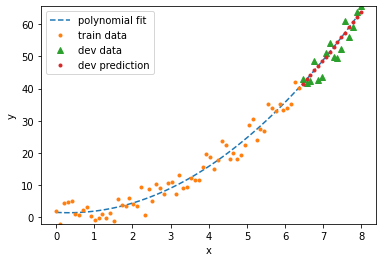 polynomial fit
train data
dev data
dev prediction
60
50
40
30
20
10
0
y
0 1 2 3 4 5 6 7 8
x